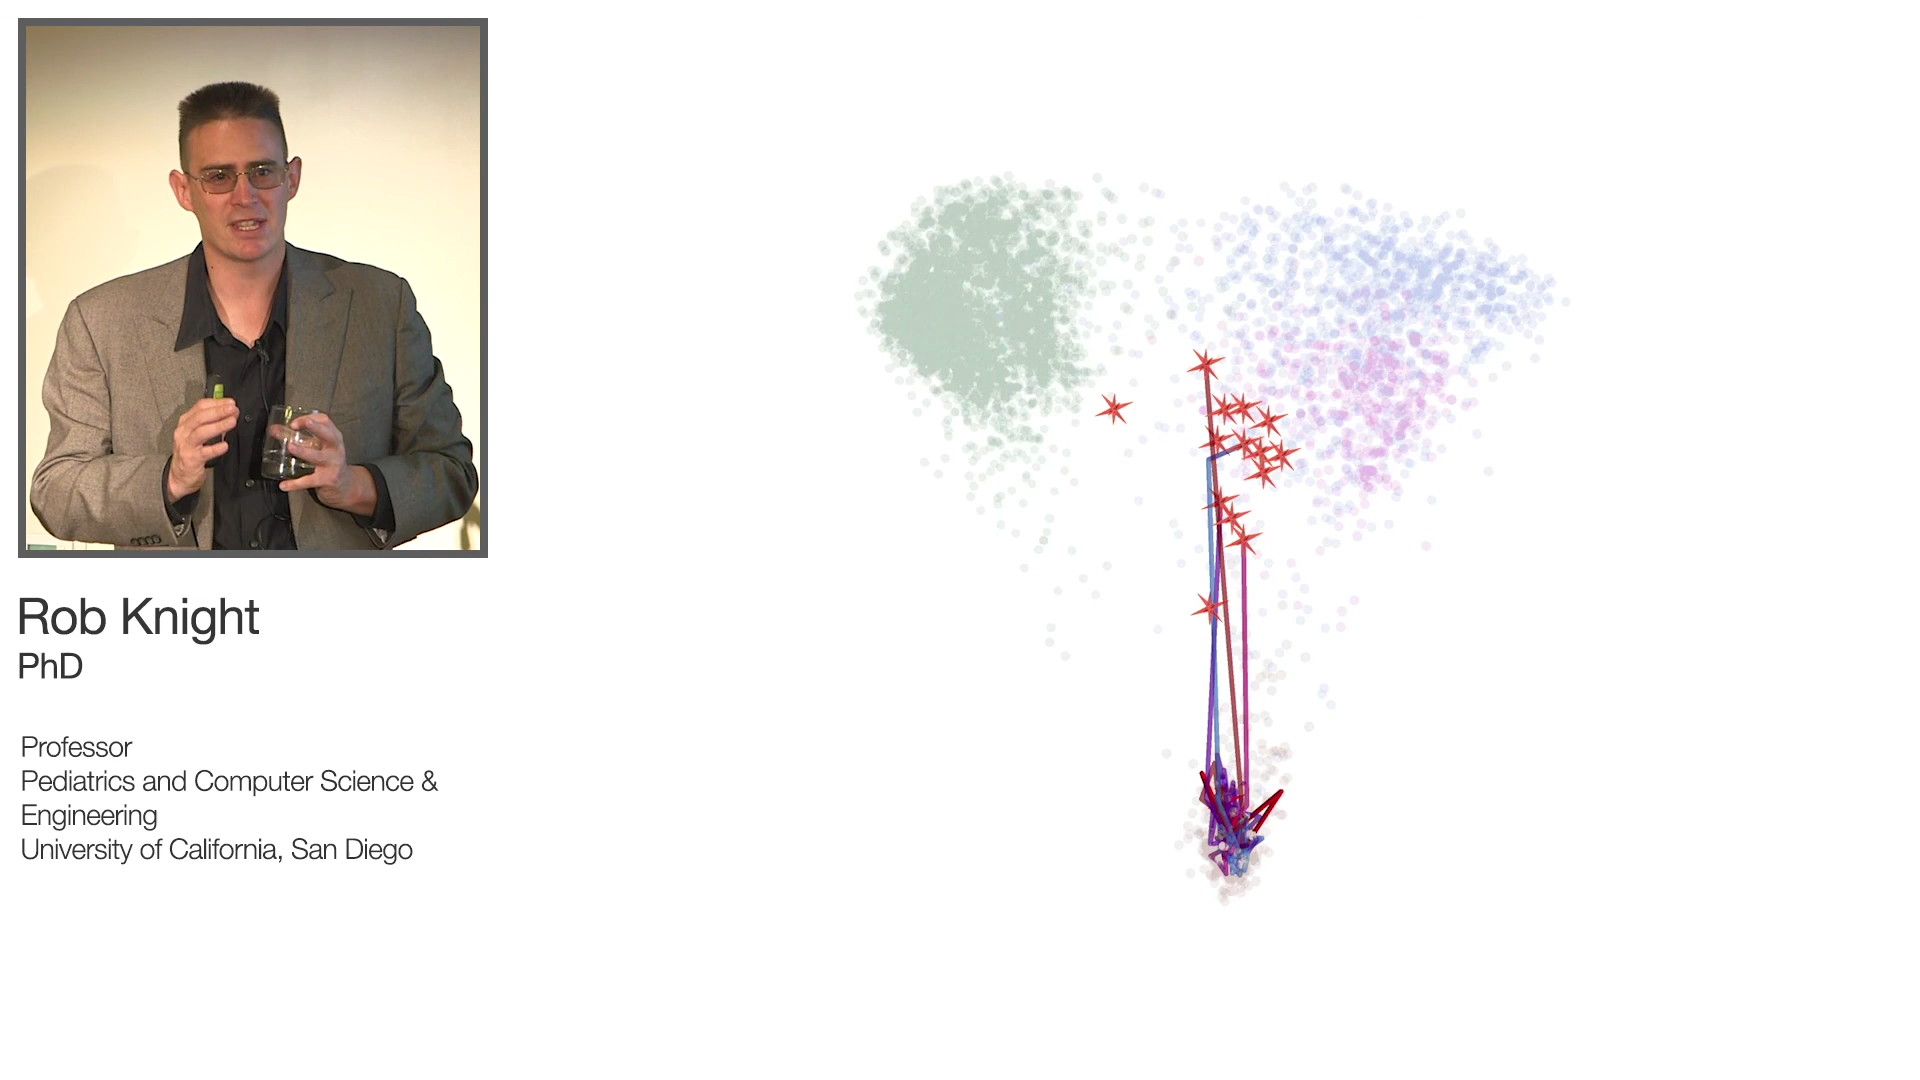 Rob Knight
PhD
Professor
Pediatrics and Computer Science &
Engineering
University of California, San Diego